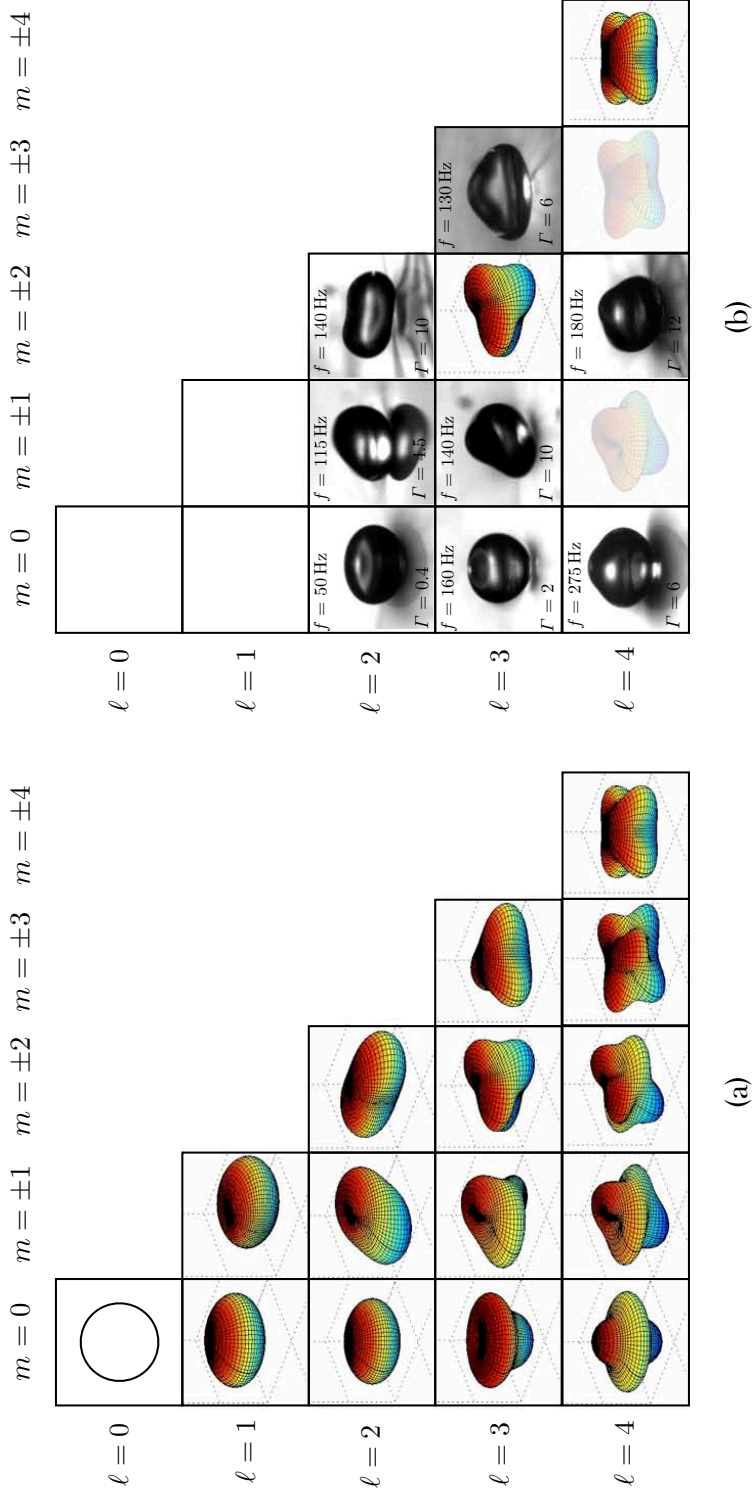 m = 0
m = ±1
m = ±2
m = ±3
m = ±4
ℓ = 0
ℓ = 1
ℓ = 2
ℓ = 3
ℓ = 4
(a)
m = 0
m = ±1
m = ±2
m = ±3
m = ±4
ℓ = 0
ℓ = 1
ℓ = 2
f = 50 Hz
Γ = 0.4
f = 115 Hz
Γ = 4.5
f = 140 Hz
Γ = 10
ℓ = 3
f = 160 Hz
Γ = 2
f = 140 Hz
Γ = 10
f = 130 Hz
Γ = 6
ℓ = 4
f = 275 Hz
Γ = 6
f = 180 Hz
Γ = 12
(b)